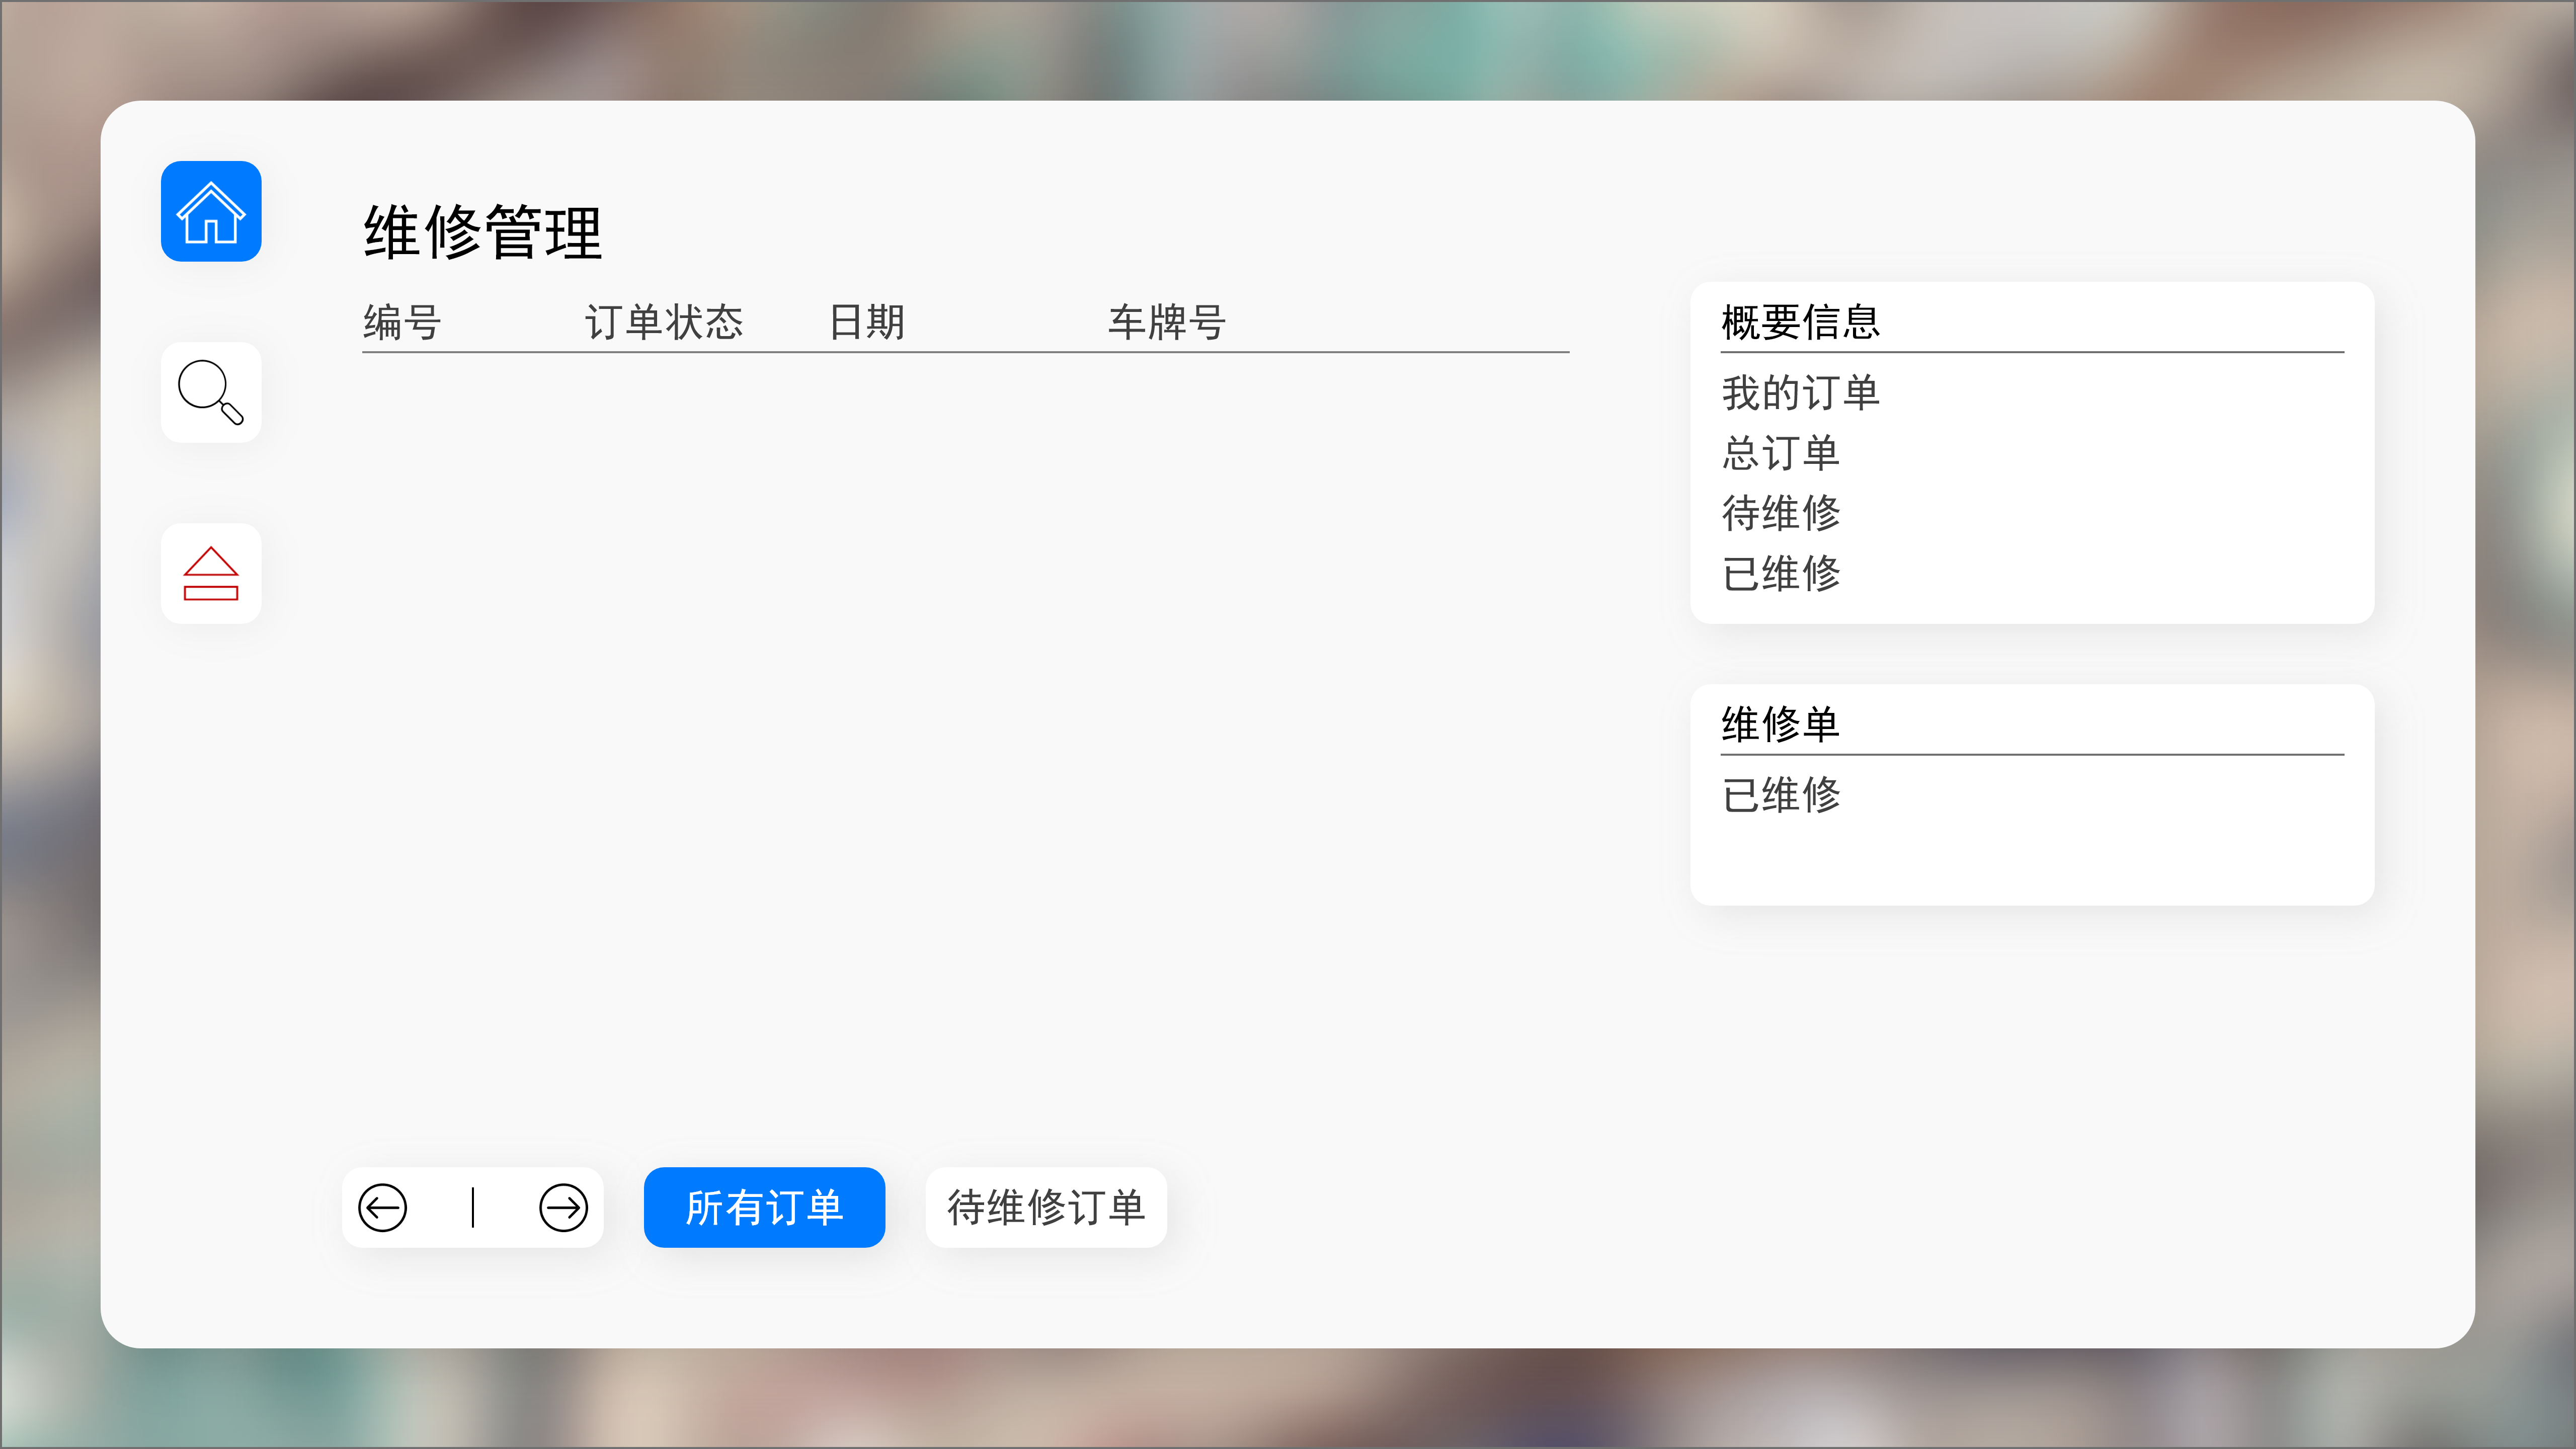 维修管理
编号 订单状态 日期 车牌号
概要信息
我的订单
总订单
待维修
已维修
维修单
已维修
所有订单 待维修订单